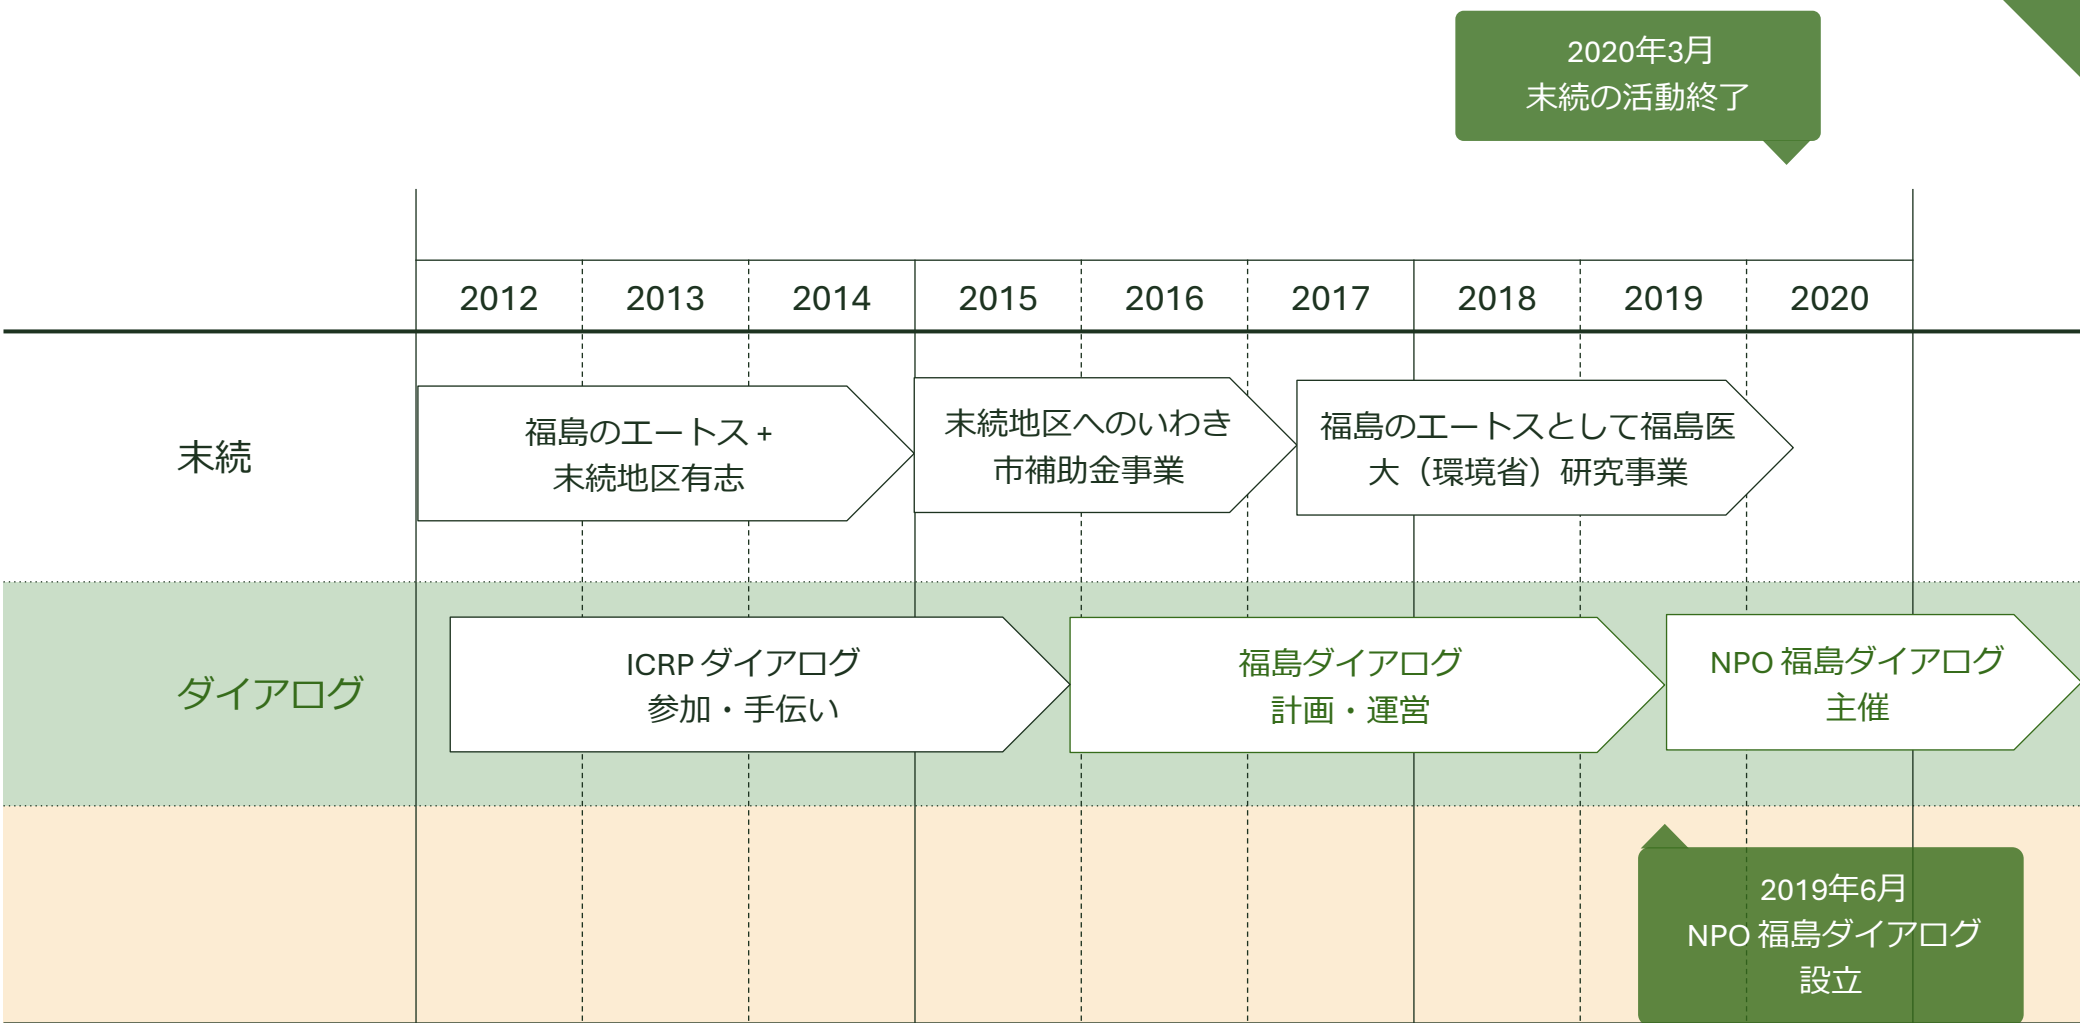 2020年3月
末続の活動終了
2012 2013 2014 2015 2016 2017 2018 2019 2020
末続
福島のエートス +
末続地区有志
末続地区へのいわき
市補助金事業
福島のエートスとして福島医
大（環境省）研究事業
ダイアログ
ICRP ダイアログ
参加・手伝い
福島ダイアログ
計画・運営
NPO 福島ダイアログ
主催
2019年6月
NPO 福島ダイアログ
設立